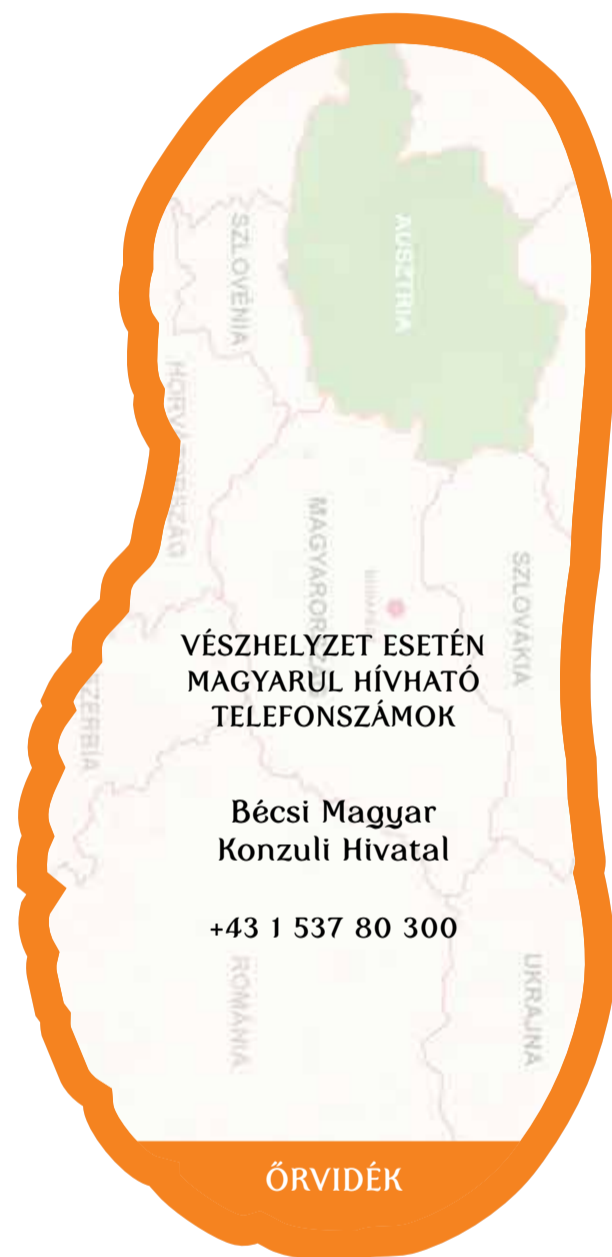 AUSZTRIA
SZLOVÉNIA
HORVÁTORSZÁG
MAGYARORSZÁG
SZLOVÁKIA
VÉSZHELYZET ESETÉN
MAGYARUL HÍVHATÓ
TELEFONSZÁMOK
Bécsi Magyar
Konzuli Hivatal
+43 1 537 80 300
ROMÁNIA
UKRAJNA
ŐRVIDÉK